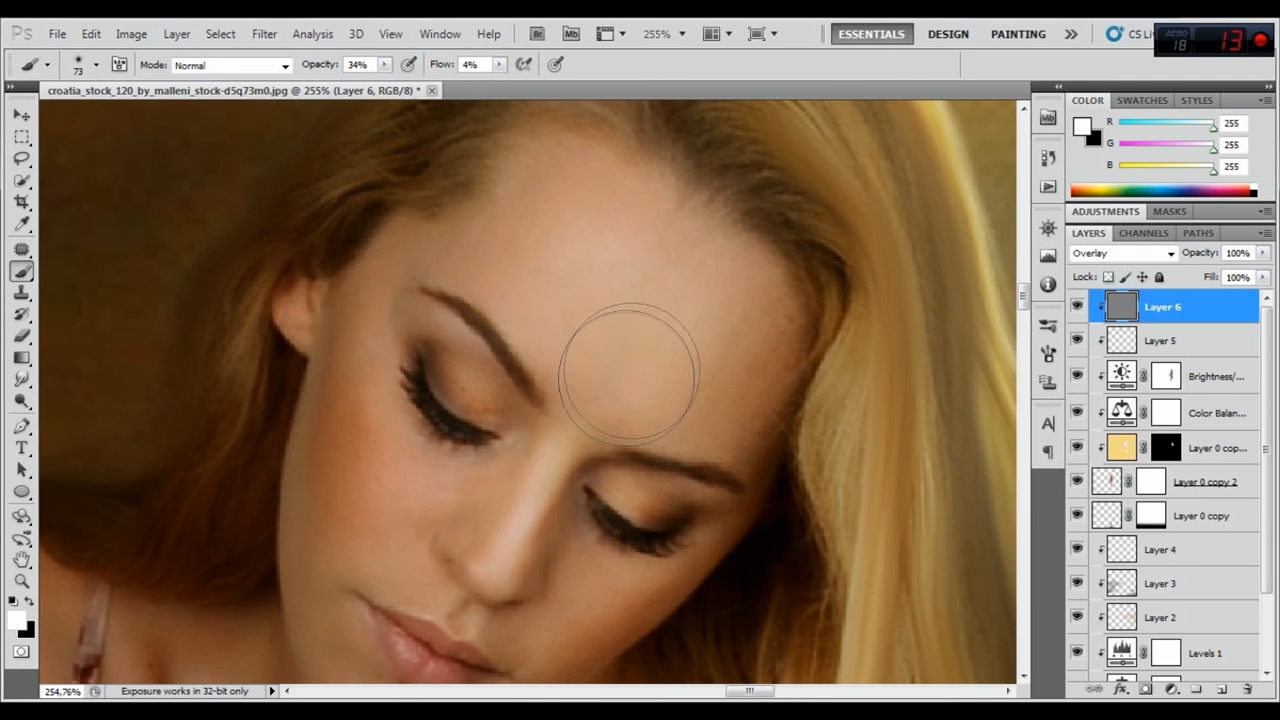 Ps File Edit Image Layer Select Filter Analysis 3D View Window Help Br Mb 255% ESSENTIALS DESIGN PAINTING CS Live
AERO 18 13
73 Mode: Normal Opacity: 34% Flow: 4%
croatia_stock_120_by_malleni_stock-d5q73m0.jpg @ 255% (Layer 6, RGB/8) *
COLOR SWATCHES STYLES
R 255
G 255
B 255
ADJUSTMENTS MASKS
LAYERS CHANNELS PATHS
Overlay Opacity: 100%
Lock: Fill: 100%
Layer 6
Layer 5
Brightness/...
Color Balan...
Layer 0 cop...
Layer 0 copy 2
Layer 0 copy
Layer 4
Layer 3
Layer 2
Levels 1
254,76% Exposure works in 32-bit only